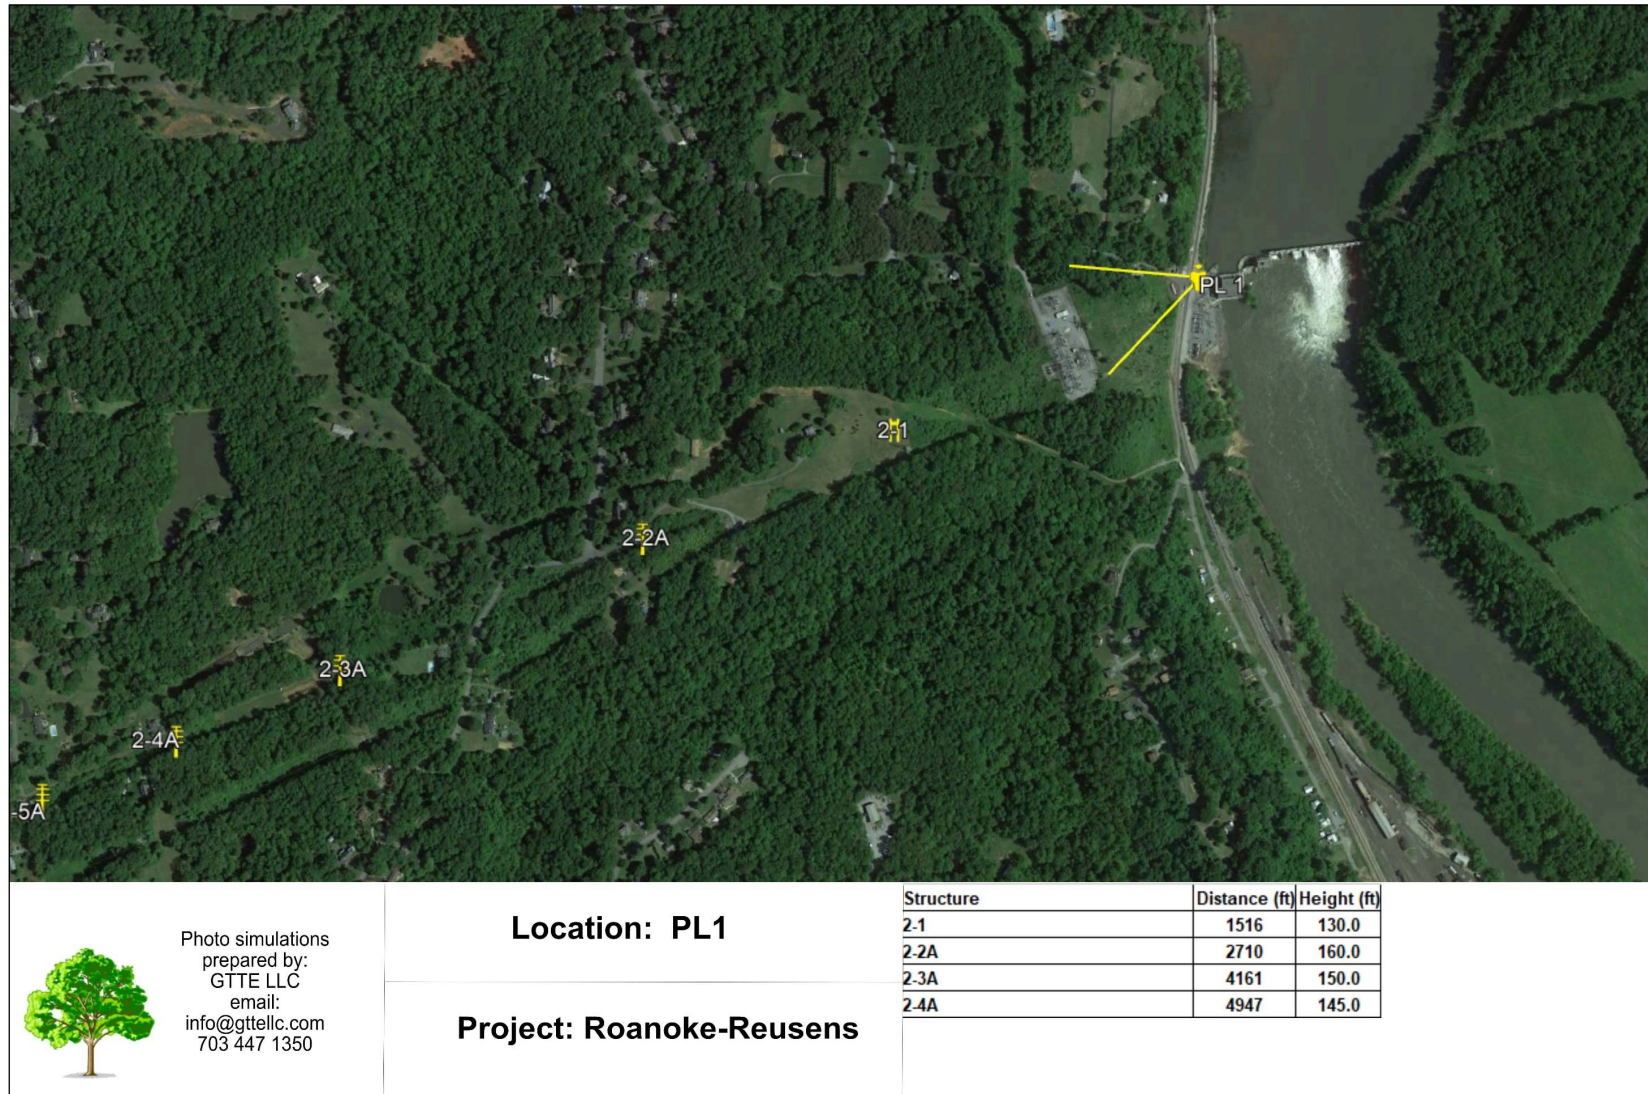 PL 1
2-1
2-2A
2-3A
2-4A
-5A
Photo simulations
prepared by:
GTTE LLC
email:
info@gttellc.com
703 447 1350
Location: PL1
Project: Roanoke-Reusens
Structure Distance (ft) Height (ft)
2-1 1516 130.0
2-2A 2710 160.0
2-3A 4161 150.0
2-4A 4947 145.0